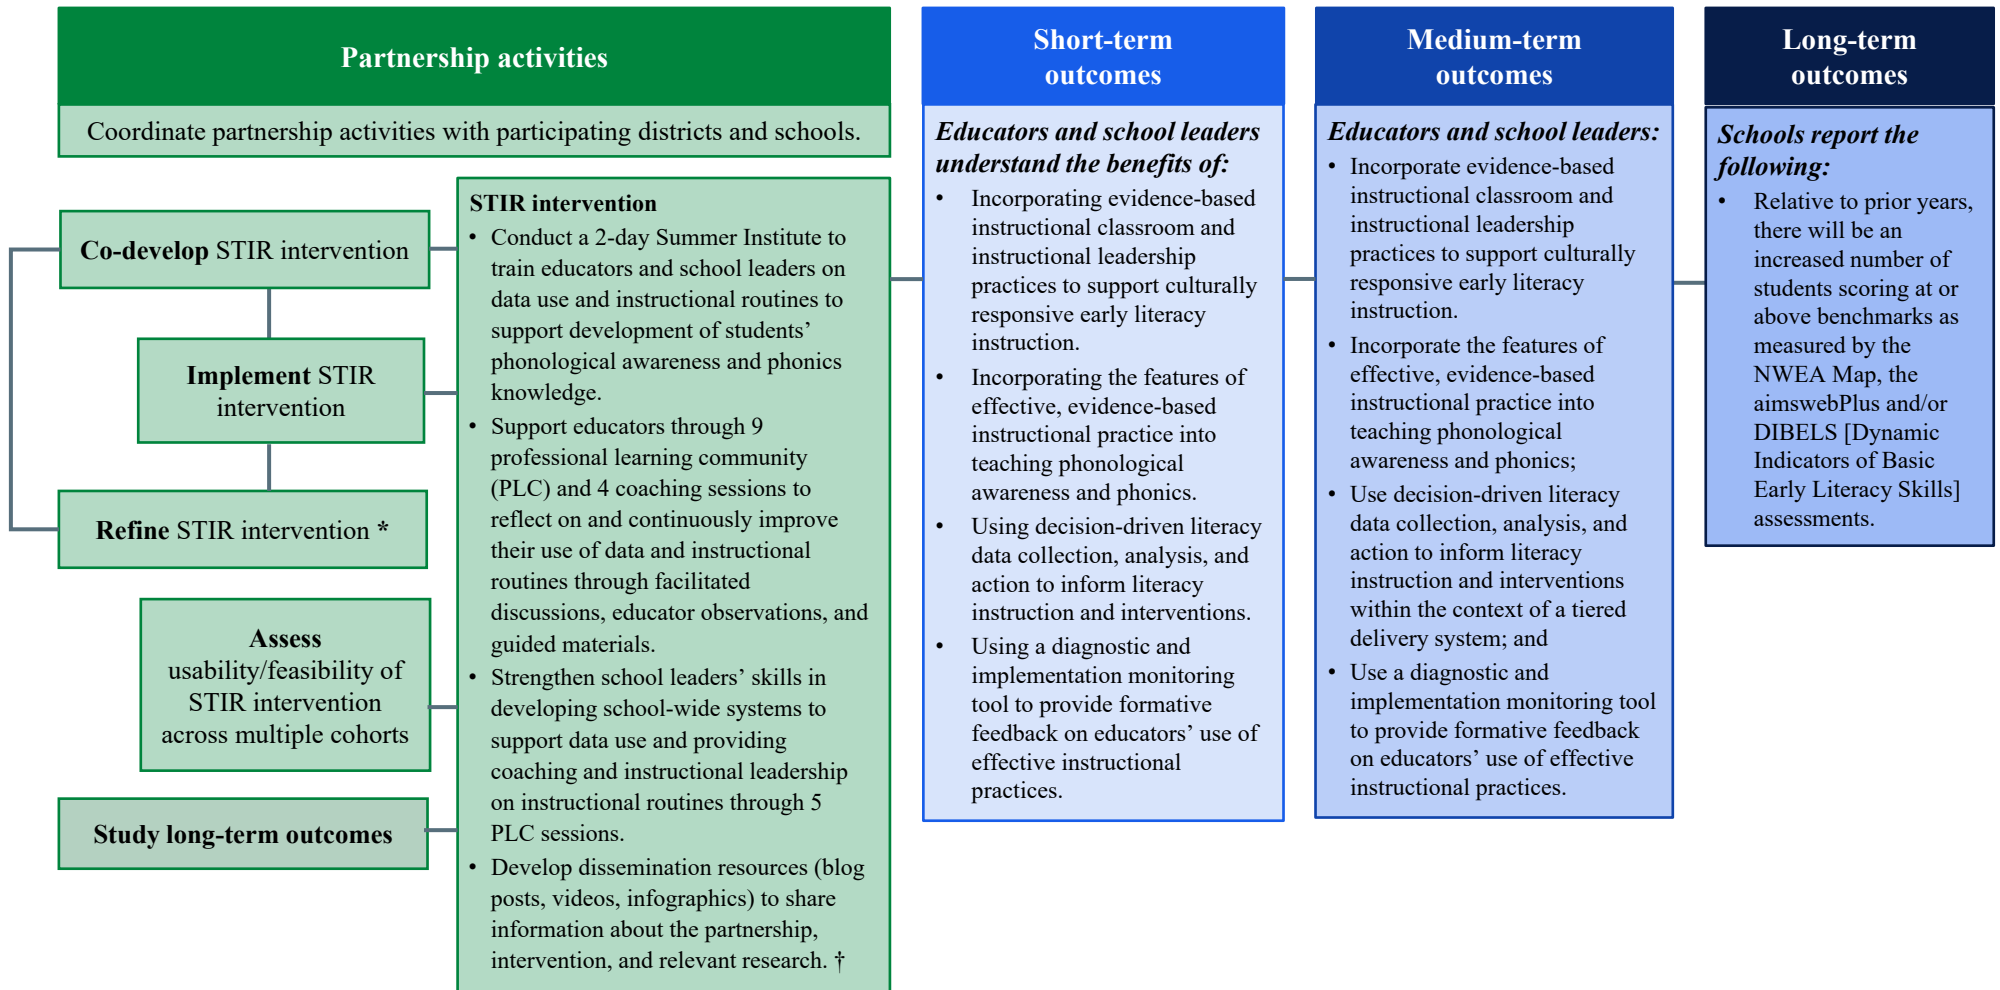 Partnership activities
Coordinate partnership activities with participating districts and schools.
Co-develop STIR intervention
Implement STIR
intervention
Refine STIR intervention *
Assess
usability/feasibility of
STIR intervention
across multiple cohorts
Study long-term outcomes
STIR intervention
• Conduct a 2-day Summer Institute to
train educators and school leaders on
data use and instructional routines to
support development of students’
phonological awareness and phonics
knowledge.
• Support educators through 9
professional learning community
(PLC) and 4 coaching sessions to
reflect on and continuously improve
their use of data and instructional
routines through facilitated
discussions, educator observations, and
guided materials.
• Strengthen school leaders’ skills in
developing school-wide systems to
support data use and providing
coaching and instructional leadership
on instructional routines through 5
PLC sessions.
• Develop dissemination resources (blog
posts, videos, infographics) to share
information about the partnership,
intervention, and relevant research. †
Short-term
outcomes
Educators and school leaders
understand the benefits of:
• Incorporating evidence-based
instructional classroom and
instructional leadership
practices to support culturally
responsive early literacy
instruction.
• Incorporating the features of
effective, evidence-based
instructional practice into
teaching phonological
awareness and phonics.
• Using decision-driven literacy
data collection, analysis, and
action to inform literacy
instruction and interventions.
• Using a diagnostic and
implementation monitoring
tool to provide formative
feedback on educators’ use of
effective instructional
practices.
Medium-term
outcomes
Educators and school leaders:
• Incorporate evidence-based
instructional classroom and
instructional leadership
practices to support culturally
responsive early literacy
instruction.
• Incorporate the features of
effective, evidence-based
instructional practice into
teaching phonological
awareness and phonics;
• Use decision-driven literacy
data collection, analysis, and
action to inform literacy
instruction and interventions
within the context of a tiered
delivery system; and
• Use a diagnostic and
implementation monitoring tool
to provide formative feedback
on educators’ use of effective
instructional practices.
Long-term
outcomes
Schools report the
following:
• Relative to prior years,
there will be an
increased number of
students scoring at or
above benchmarks as
measured by the
NWEA Map, the
aimswebPlus and/or
DIBELS [Dynamic
Indicators of Basic
Early Literacy Skills]
assessments.